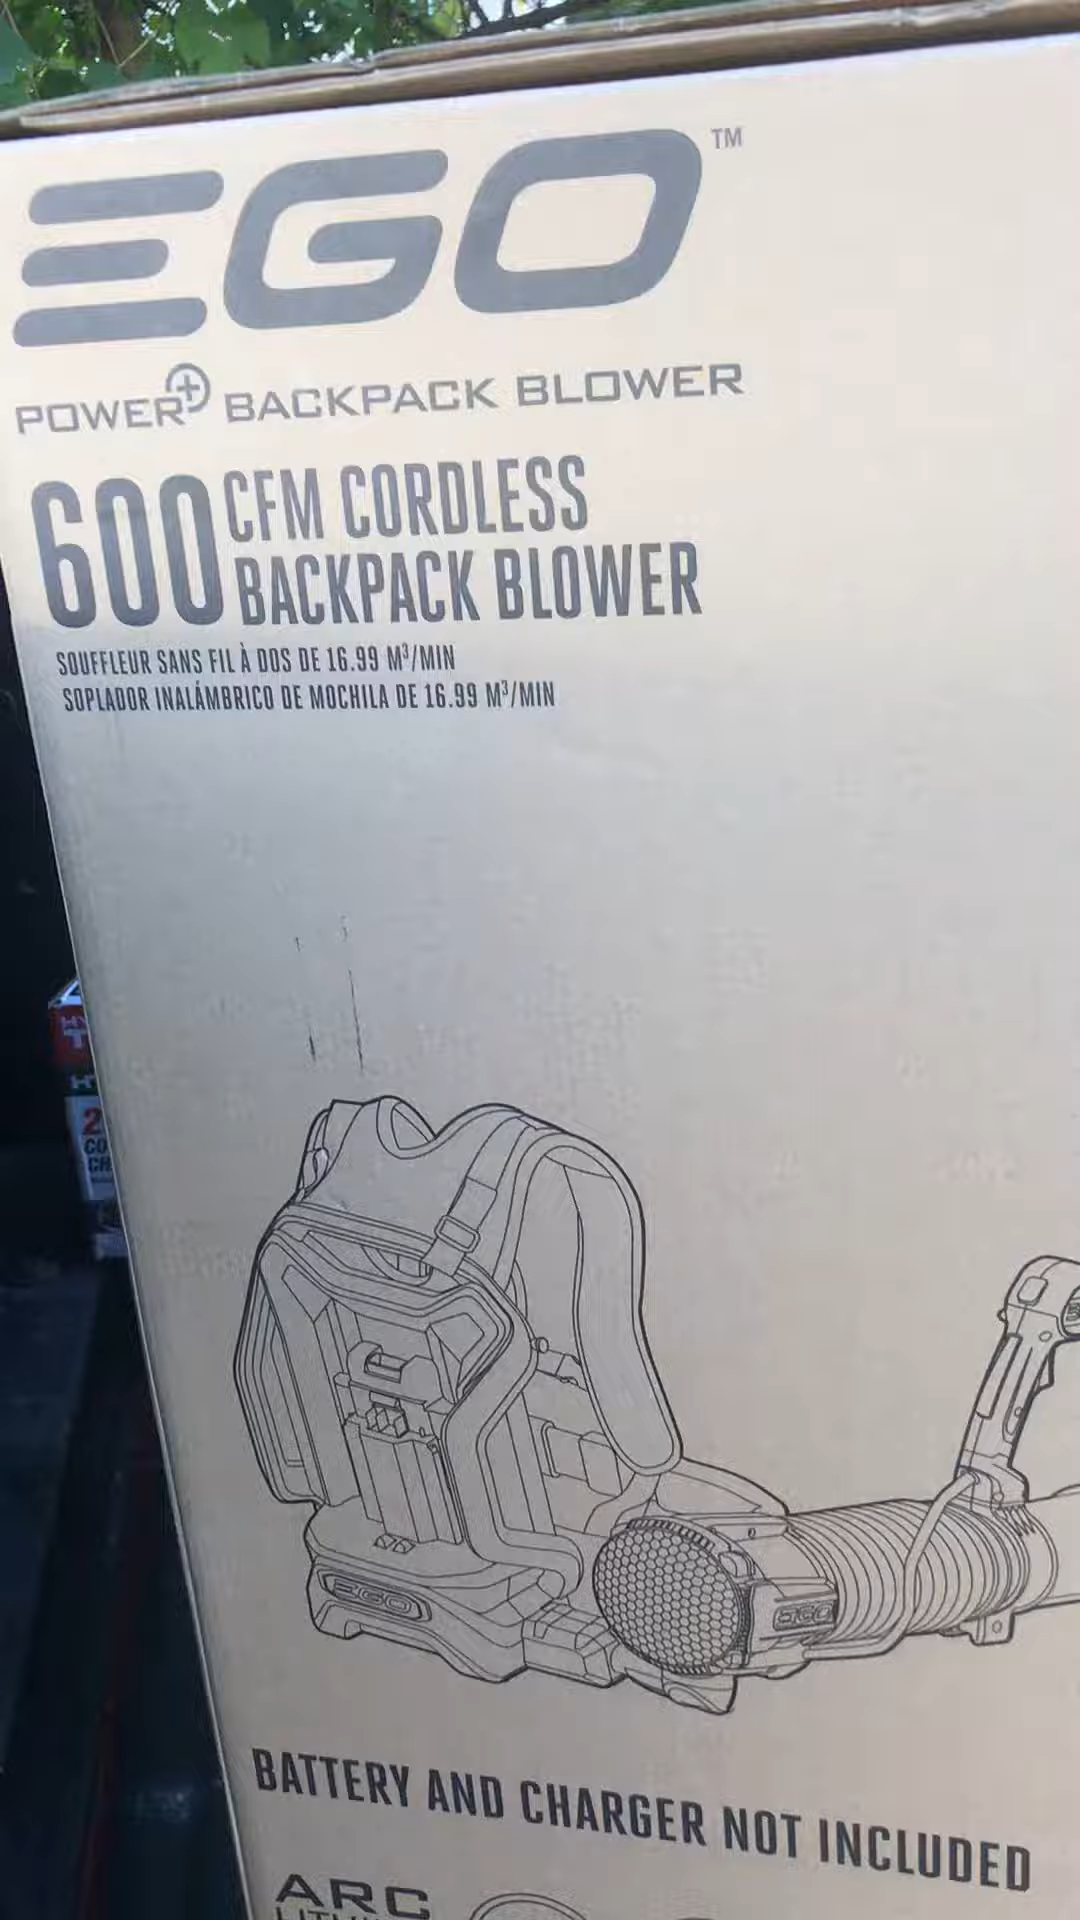 EGO™
POWER+ BACKPACK BLOWER
600 CFM CORDLESS
BACKPACK BLOWER
SOUFFLEUR SANS FIL À DOS DE 16.99 M³/MIN
SOPLADOR INALÁMBRICO DE MOCHILA DE 16.99 M³/MIN
EGO
EGO
BATTERY AND CHARGER NOT INCLUDED
ARC